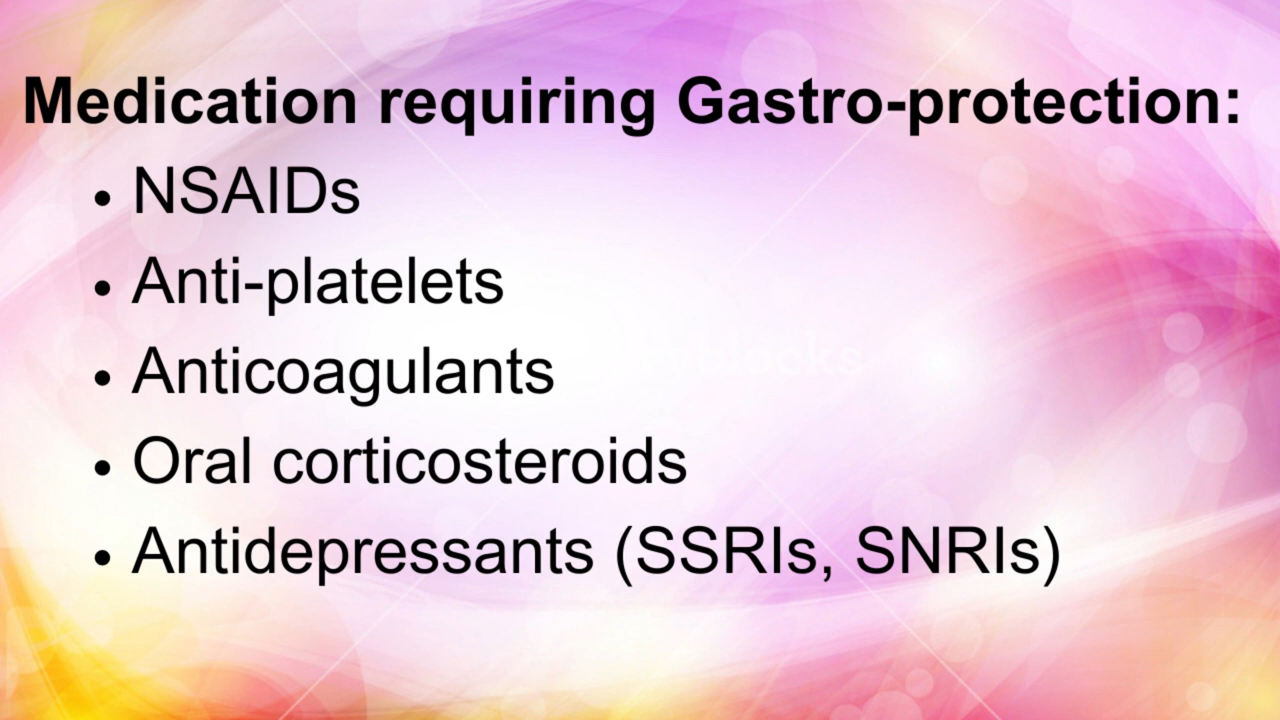 Medication requiring Gastro-protection:
• NSAIDs
• Anti-platelets
• Anticoagulants
• Oral corticosteroids
• Antidepressants (SSRIs, SNRIs)